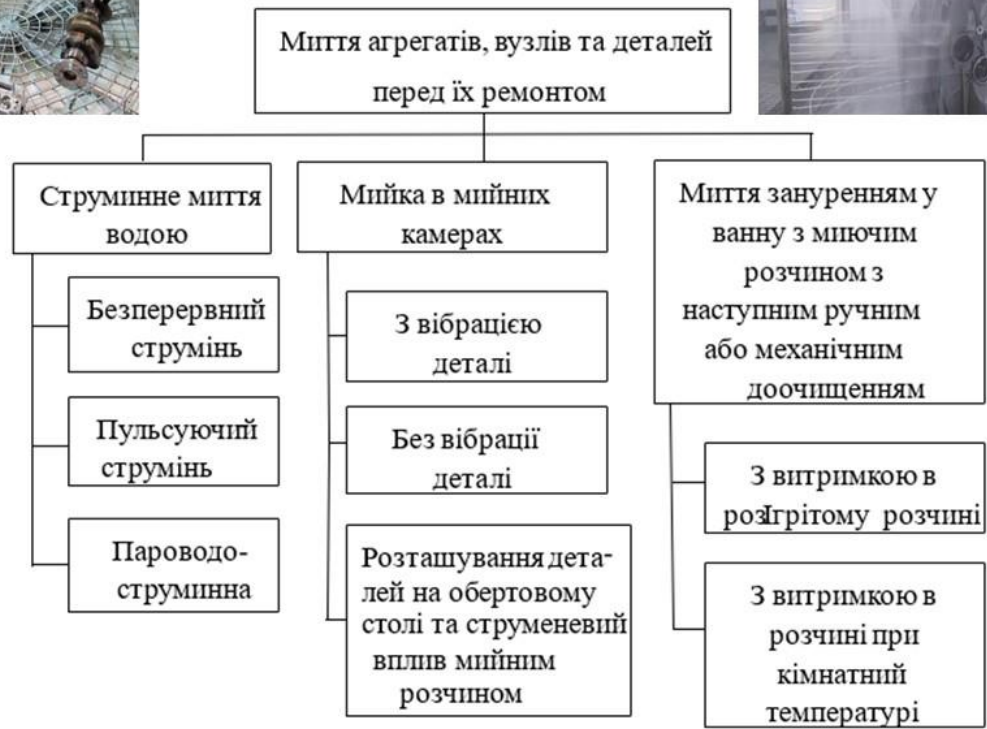 Миття агрегатів, вузлів та деталей
перед їх ремонтом
Струминне миття
водою
Безперервний
струмінь
Пульсуючий
струмінь
Пароводо-
струминна
Мийка в мийних
камерах
З вібрацією
деталі
Без вібрації
деталі
Розташування дета-
лей на обертовому
столі та струменевий
вплив мийним
розчином
Миття зануренням у
ванну з миючим
розчином з
наступним ручним
або механічним
доочищенням
З витримкою в
розІгрітому розчині
З витримкою в
розчині при
кімнатний
температурі